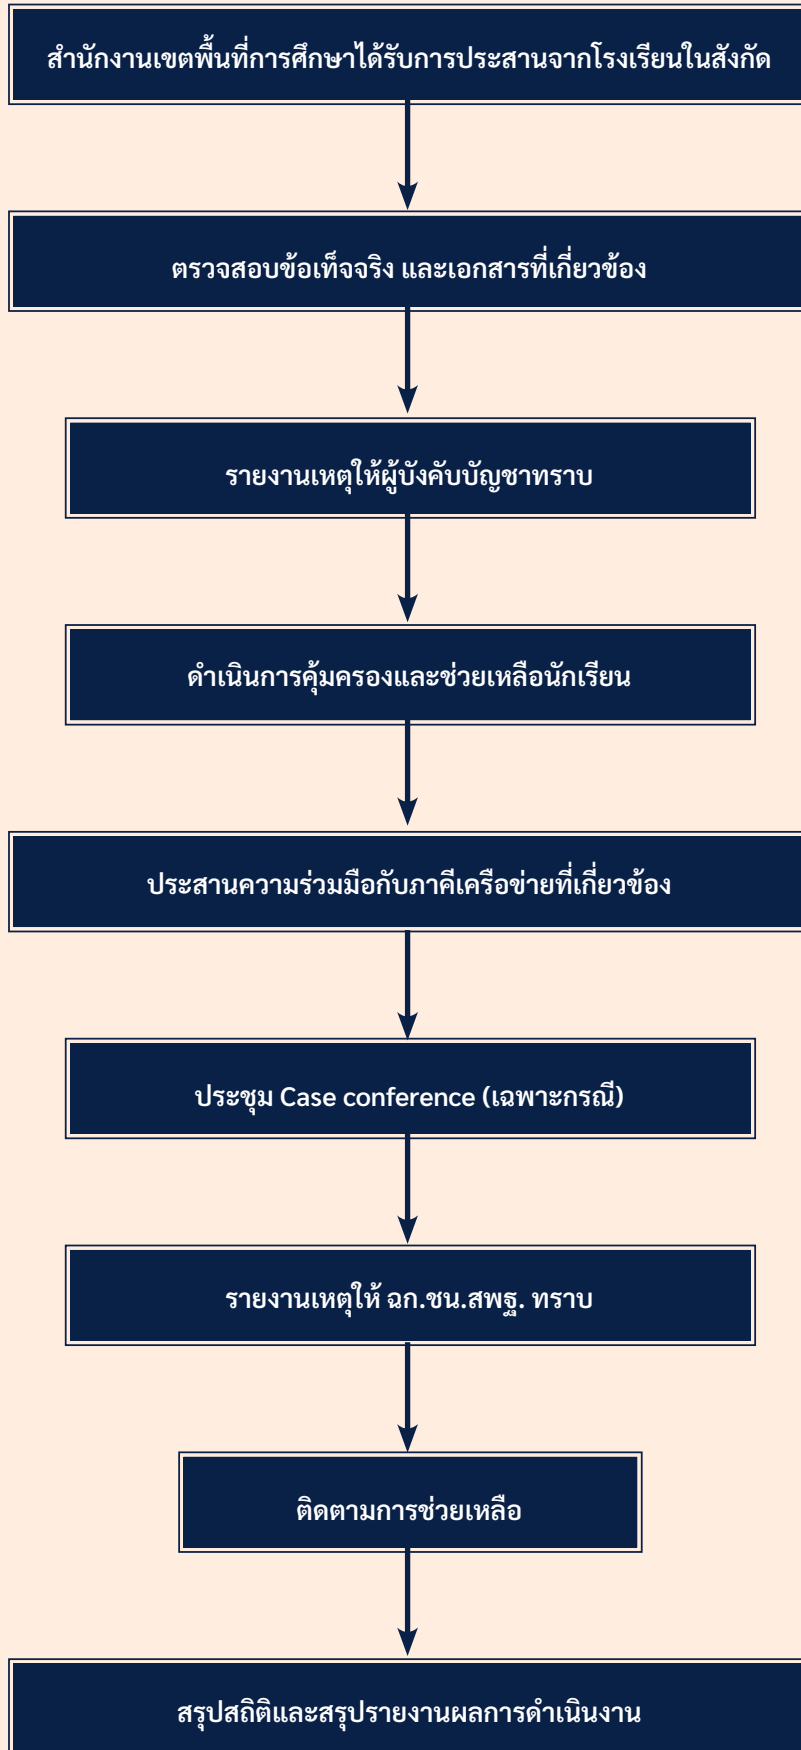 สำนักงานเขตพื้นที่การศึกษาได้รับการประสานจากโรงเรียนในสังกัด
ตรวจสอบข้อเท็จจริง และเอกสารที่เกี่ยวข้อง
รายงานเหตุให้ผู้บังคับบัญชาทราบ
ดำเนินการคุ้มครองและช่วยเหลือนักเรียน
ประสานความร่วมมือกับภาคีเครือข่ายที่เกี่ยวข้อง
ประชุม Case conference (เฉพาะกรณี)
รายงานเหตุให้ ฉก.ชน.สพฐ. ทราบ
ติดตามการช่วยเหลือ
สรุปสถิติและสรุปรายงานผลการดำเนินงาน